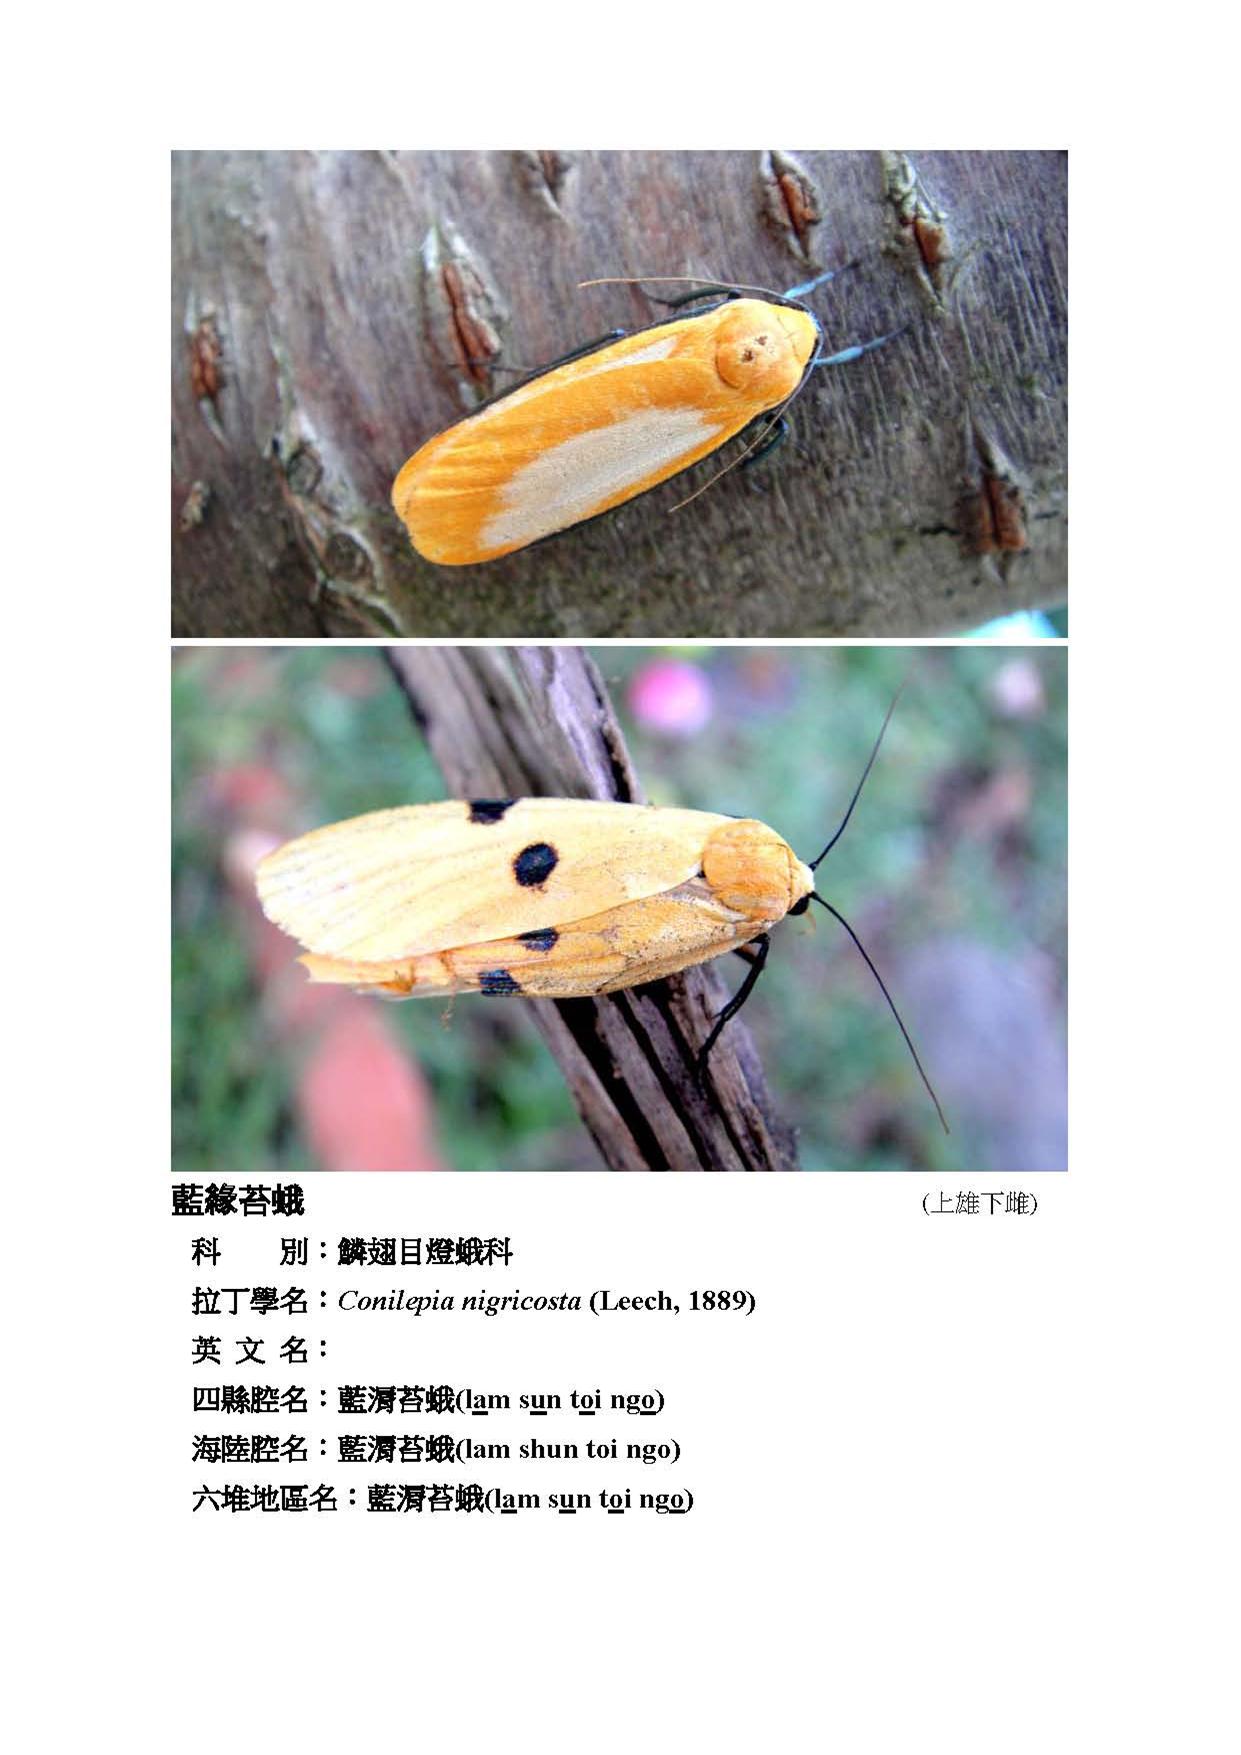 藍緣苔蛾 (上雄下雌)
科　　別：鱗翅目燈蛾科
拉丁學名：Conilepia nigricosta (Leech, 1889)
英 文 名：
四縣腔名：藍漘苔蛾(lam sun toi ngo)
海陸腔名：藍漘苔蛾(lam shun toi ngo)
六堆地區名：藍漘苔蛾(lam sun toi ngo)